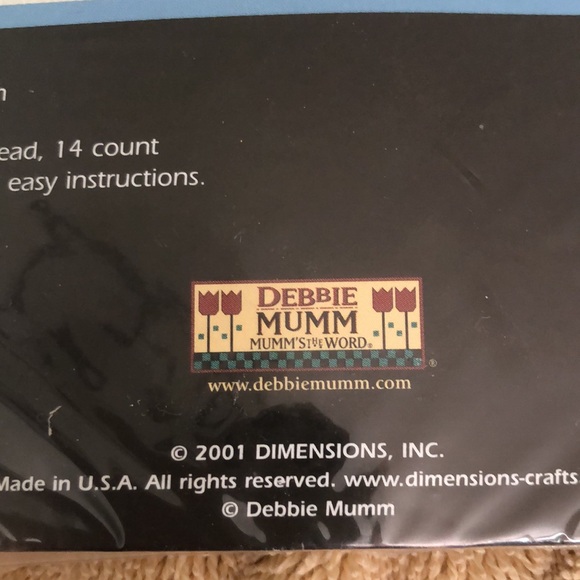 14 count
easy instructions.
DEBBIE
MUMM
MUMM'S THE WORD®
®
www.debbiemumm.com
© 2001 DIMENSIONS, INC.
Made in U.S.A. All rights reserved. www.dimensions-crafts.
© Debbie Mumm